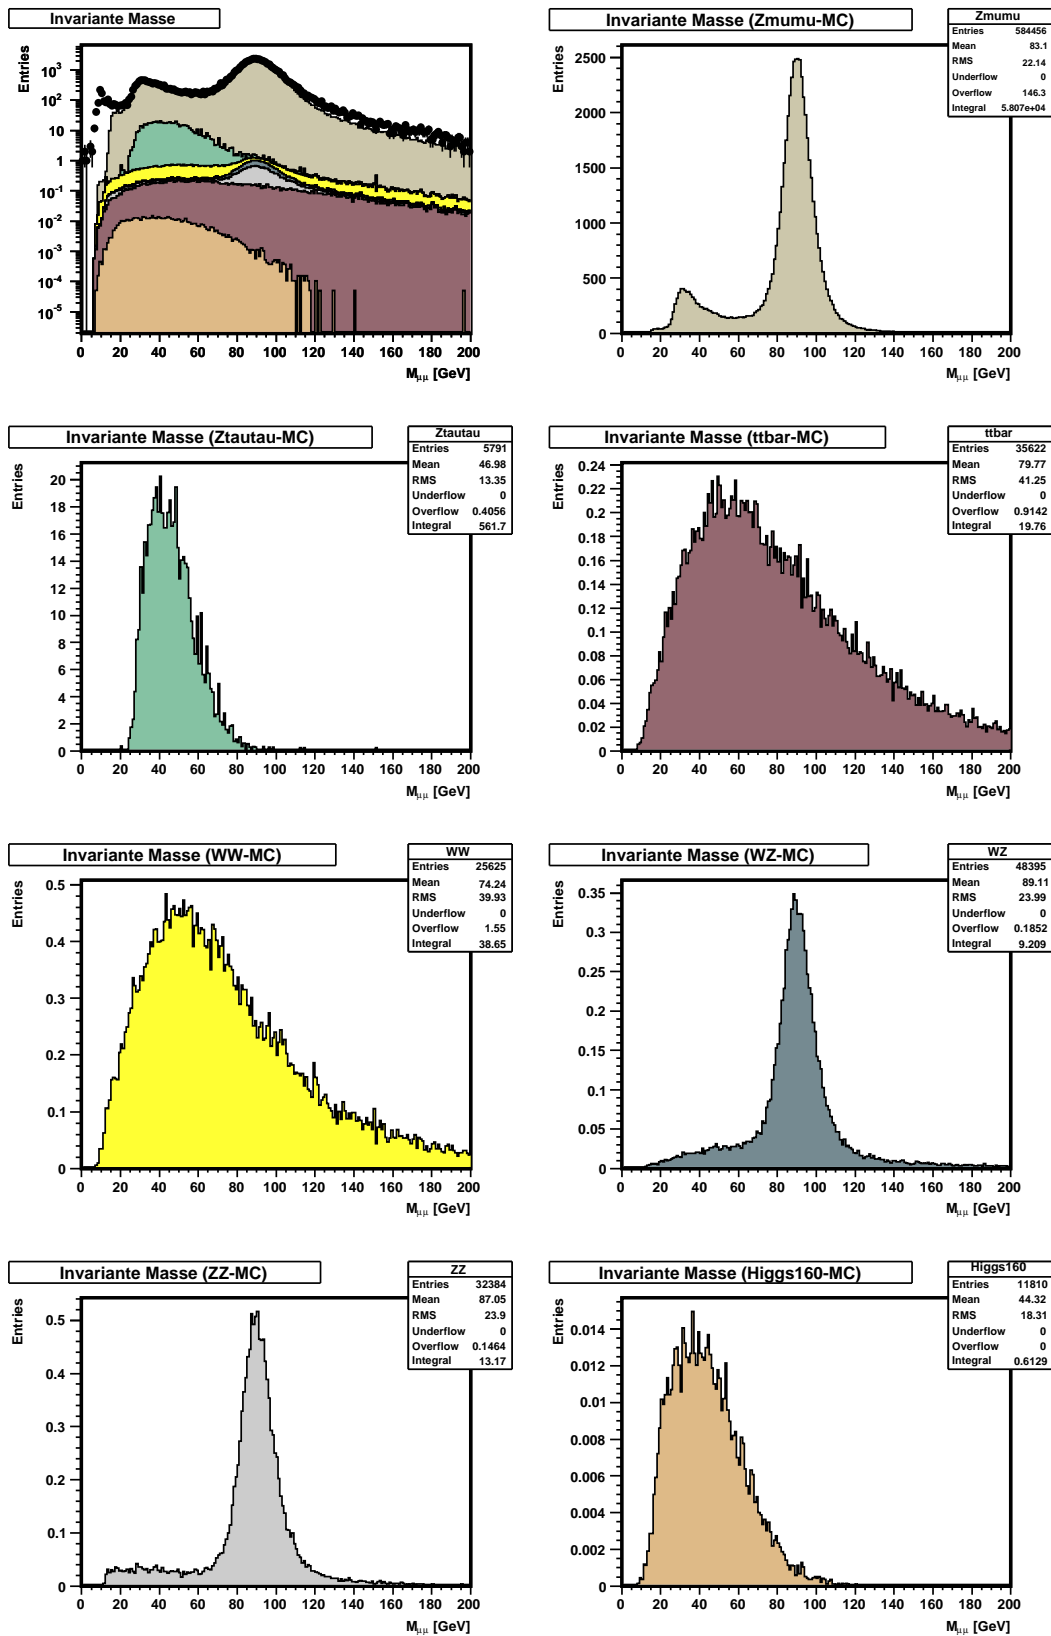 Invariante Masse
Entries
10³
10²
10
1
10⁻¹
10⁻²
10⁻³
10⁻⁴
10⁻⁵
0 20 40 60 80 100 120 140 160 180 200
Mμμ [GeV]
Invariante Masse (Zmumu-MC)
Zmumu
Entries 584456
Mean 83.1
RMS 22.14
Underflow 0
Overflow 146.3
Integral 5.807e+04
Entries
2500
2000
1500
1000
500
0
0 20 40 60 80 100 120 140 160 180 200
Mμμ [GeV]
Invariante Masse (Ztautau-MC)
Ztautau
Entries 5791
Mean 46.98
RMS 13.35
Underflow 0
Overflow 0.4056
Integral 561.7
Entries
20
18
16
14
12
10
8
6
4
2
0
0 20 40 60 80 100 120 140 160 180 200
Mμμ [GeV]
Invariante Masse (ttbar-MC)
ttbar
Entries 35622
Mean 79.77
RMS 41.25
Underflow 0
Overflow 0.9142
Integral 19.76
Entries
0.24
0.22
0.2
0.18
0.16
0.14
0.12
0.1
0.08
0.06
0.04
0.02
0
0 20 40 60 80 100 120 140 160 180 200
Mμμ [GeV]
Invariante Masse (WW-MC)
WW
Entries 25625
Mean 74.24
RMS 39.93
Underflow 0
Overflow 1.55
Integral 38.65
Entries
0.5
0.4
0.3
0.2
0.1
0
0 20 40 60 80 100 120 140 160 180 200
Mμμ [GeV]
Invariante Masse (WZ-MC)
WZ
Entries 48395
Mean 89.11
RMS 23.99
Underflow 0
Overflow 0.1852
Integral 9.209
Entries
0.35
0.3
0.25
0.2
0.15
0.1
0.05
0
0 20 40 60 80 100 120 140 160 180 200
Mμμ [GeV]
Invariante Masse (ZZ-MC)
ZZ
Entries 32384
Mean 87.05
RMS 23.9
Underflow 0
Overflow 0.1464
Integral 13.17
Entries
0.5
0.4
0.3
0.2
0.1
0
0 20 40 60 80 100 120 140 160 180 200
Mμμ [GeV]
Invariante Masse (Higgs160-MC)
Higgs160
Entries 11810
Mean 44.32
RMS 18.31
Underflow 0
Overflow 0
Integral 0.6129
Entries
0.014
0.012
0.01
0.008
0.006
0.004
0.002
0
0 20 40 60 80 100 120 140 160 180 200
Mμμ [GeV]